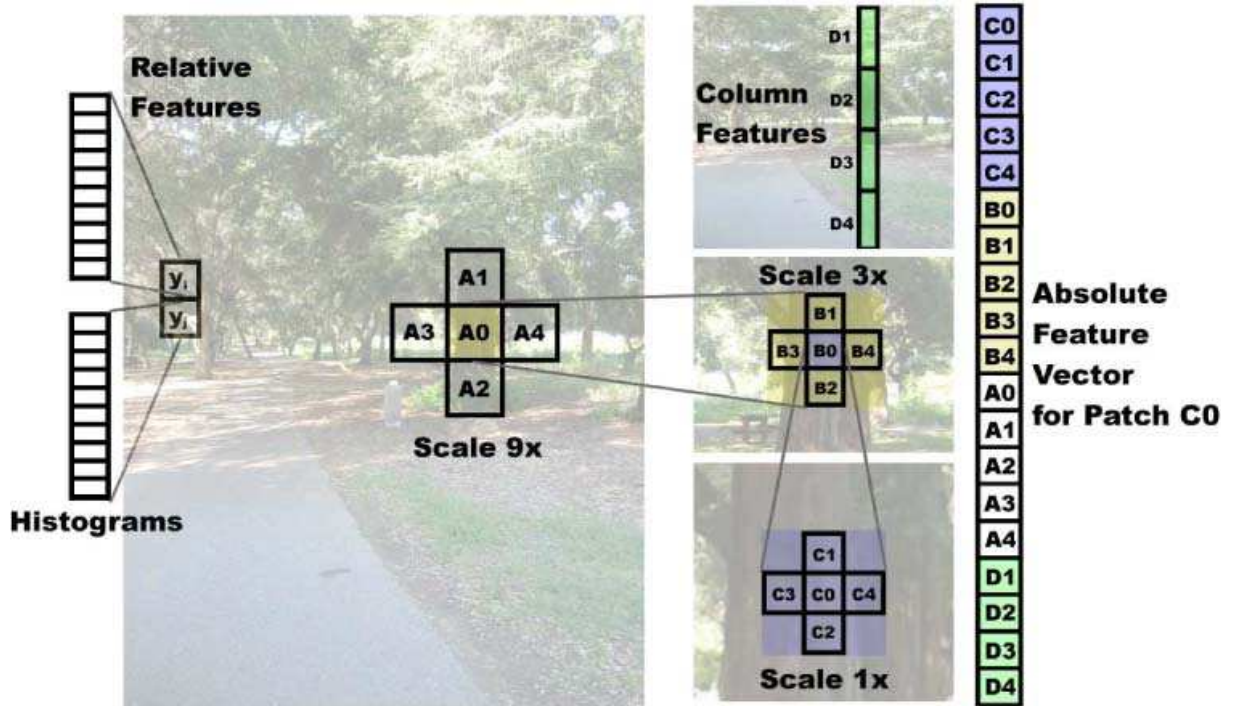 Relative
Features
y_i
y_j
Histograms
A1
A3 A0 A4
A2
Scale 9x
Column
Features
D1
D2
D3
D4
Scale 3x
B1
B3 B0 B4
B2
C1
C3 C0 C4
C2
Scale 1x
C0
C1
C2
C3
C4
B0
B1
B2
B3
B4
A0
A1
A2
A3
A4
D1
D2
D3
D4
Absolute
Feature
Vector
for Patch C0